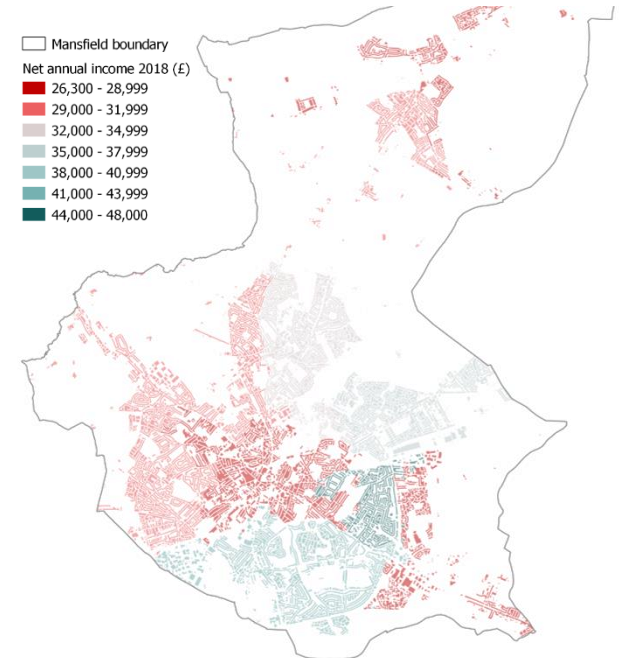 Mansfield boundary
Net annual income 2018 (£)
26,300 - 28,999
29,000 - 31,999
32,000 - 34,999
35,000 - 37,999
38,000 - 40,999
41,000 - 43,999
44,000 - 48,000